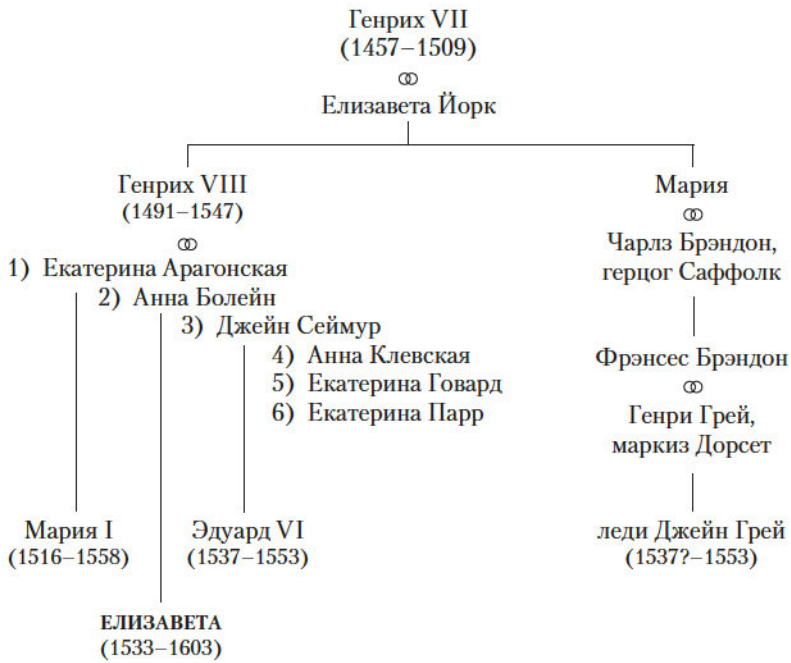 Генрих VII
(1457–1509)
Елизавета Йорк
Генрих VIII
(1491–1547)
1) Екатерина Арагонская
2) Анна Болейн
3) Джейн Сеймур
4) Анна Клевская
5) Екатерина Говард
6) Екатерина Парр
Мария
Чарлз Брэндон,
герцог Саффолк
Фрэнсес Брэндон
Генри Грей,
маркиз Дорсет
Мария I
(1516–1558)
Эдуард VI
(1537–1553)
леди Джейн Грей
(1537?–1553)
ЕЛИЗАВЕТА
(1533–1603)